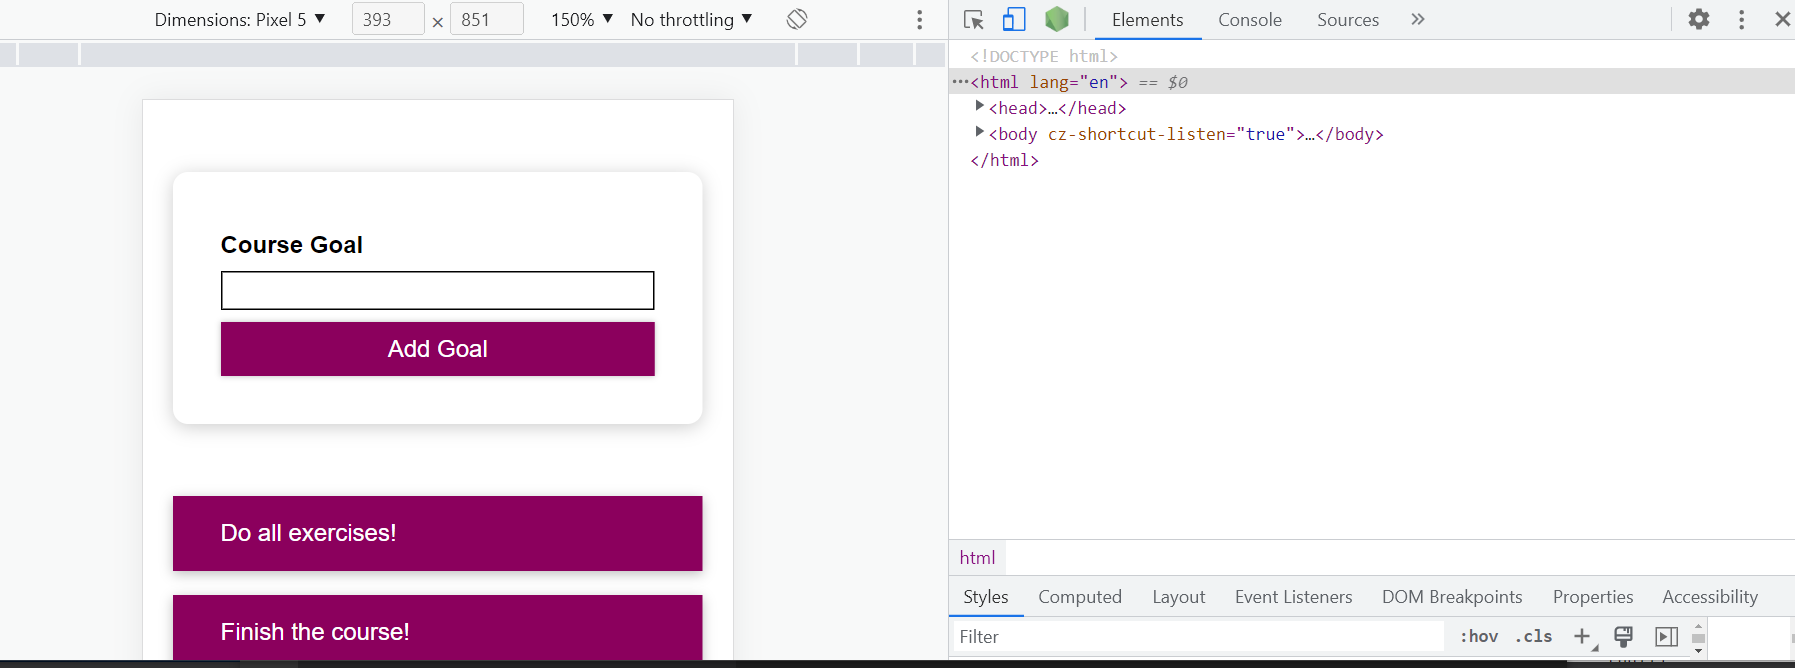 Dimensions: Pixel 5 ▼ 393 × 851 150% ▼ No throttling ▼
Course Goal
Add Goal
Do all exercises!
Finish the course!
Elements Console Sources »
<!DOCTYPE html>
···<html lang="en"> == $0
▶<head>…</head>
▶<body cz-shortcut-listen="true">…</body>
</html>
html
Styles Computed Layout Event Listeners DOM Breakpoints Properties Accessibility
Filter :hov .cls +